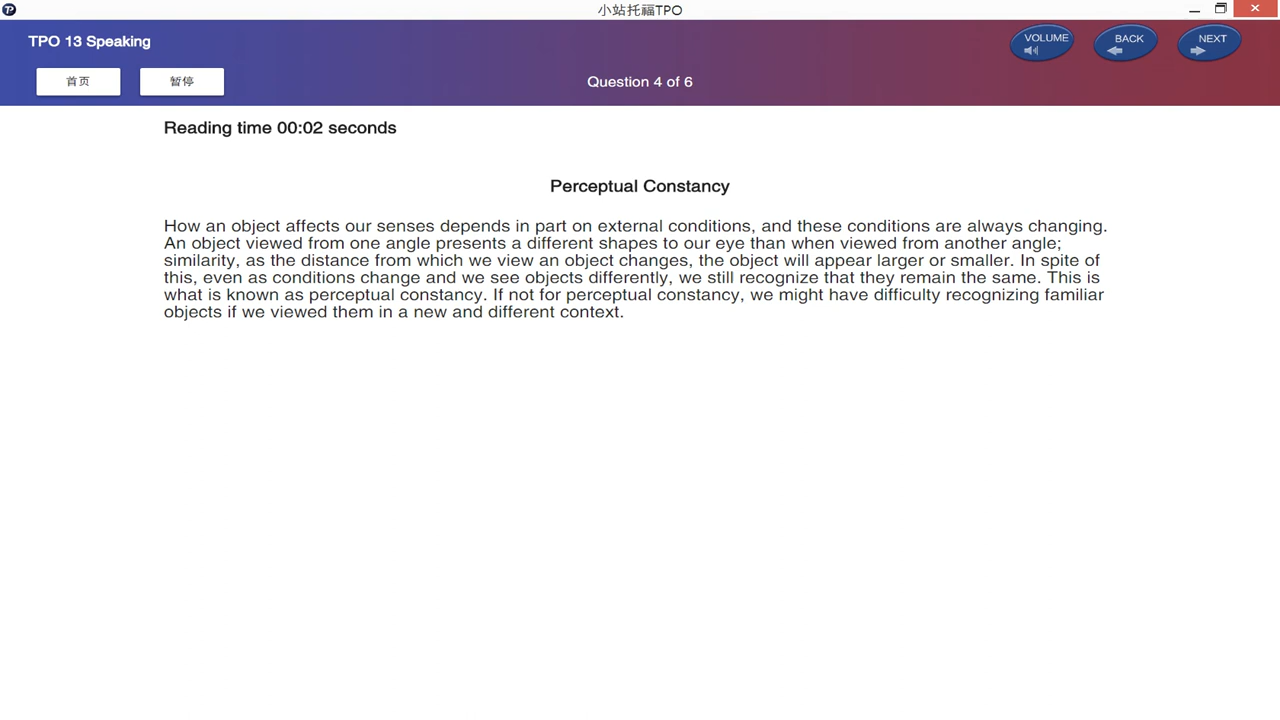 小站托福TPO
TPO 13 Speaking
VOLUME
BACK
NEXT
首页
暂停
Question 4 of 6
Reading time 00:02 seconds
Perceptual Constancy
How an object affects our senses depends in part on external conditions, and these conditions are always changing.
An object viewed from one angle presents a different shapes to our eye than when viewed from another angle;
similarity, as the distance from which we view an object changes, the object will appear larger or smaller. In spite of
this, even as conditions change and we see objects differently, we still recognize that they remain the same. This is
what is known as perceptual constancy. If not for perceptual constancy, we might have difficulty recognizing familiar
objects if we viewed them in a new and different context.